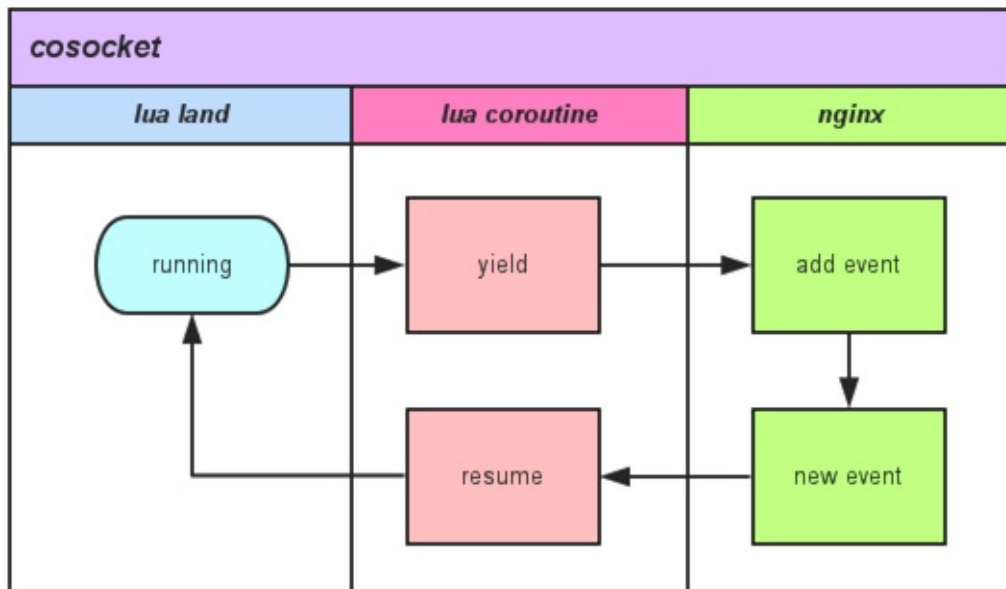 cosocket
lua land
lua coroutine
nginx
running
yield
add event
resume
new event